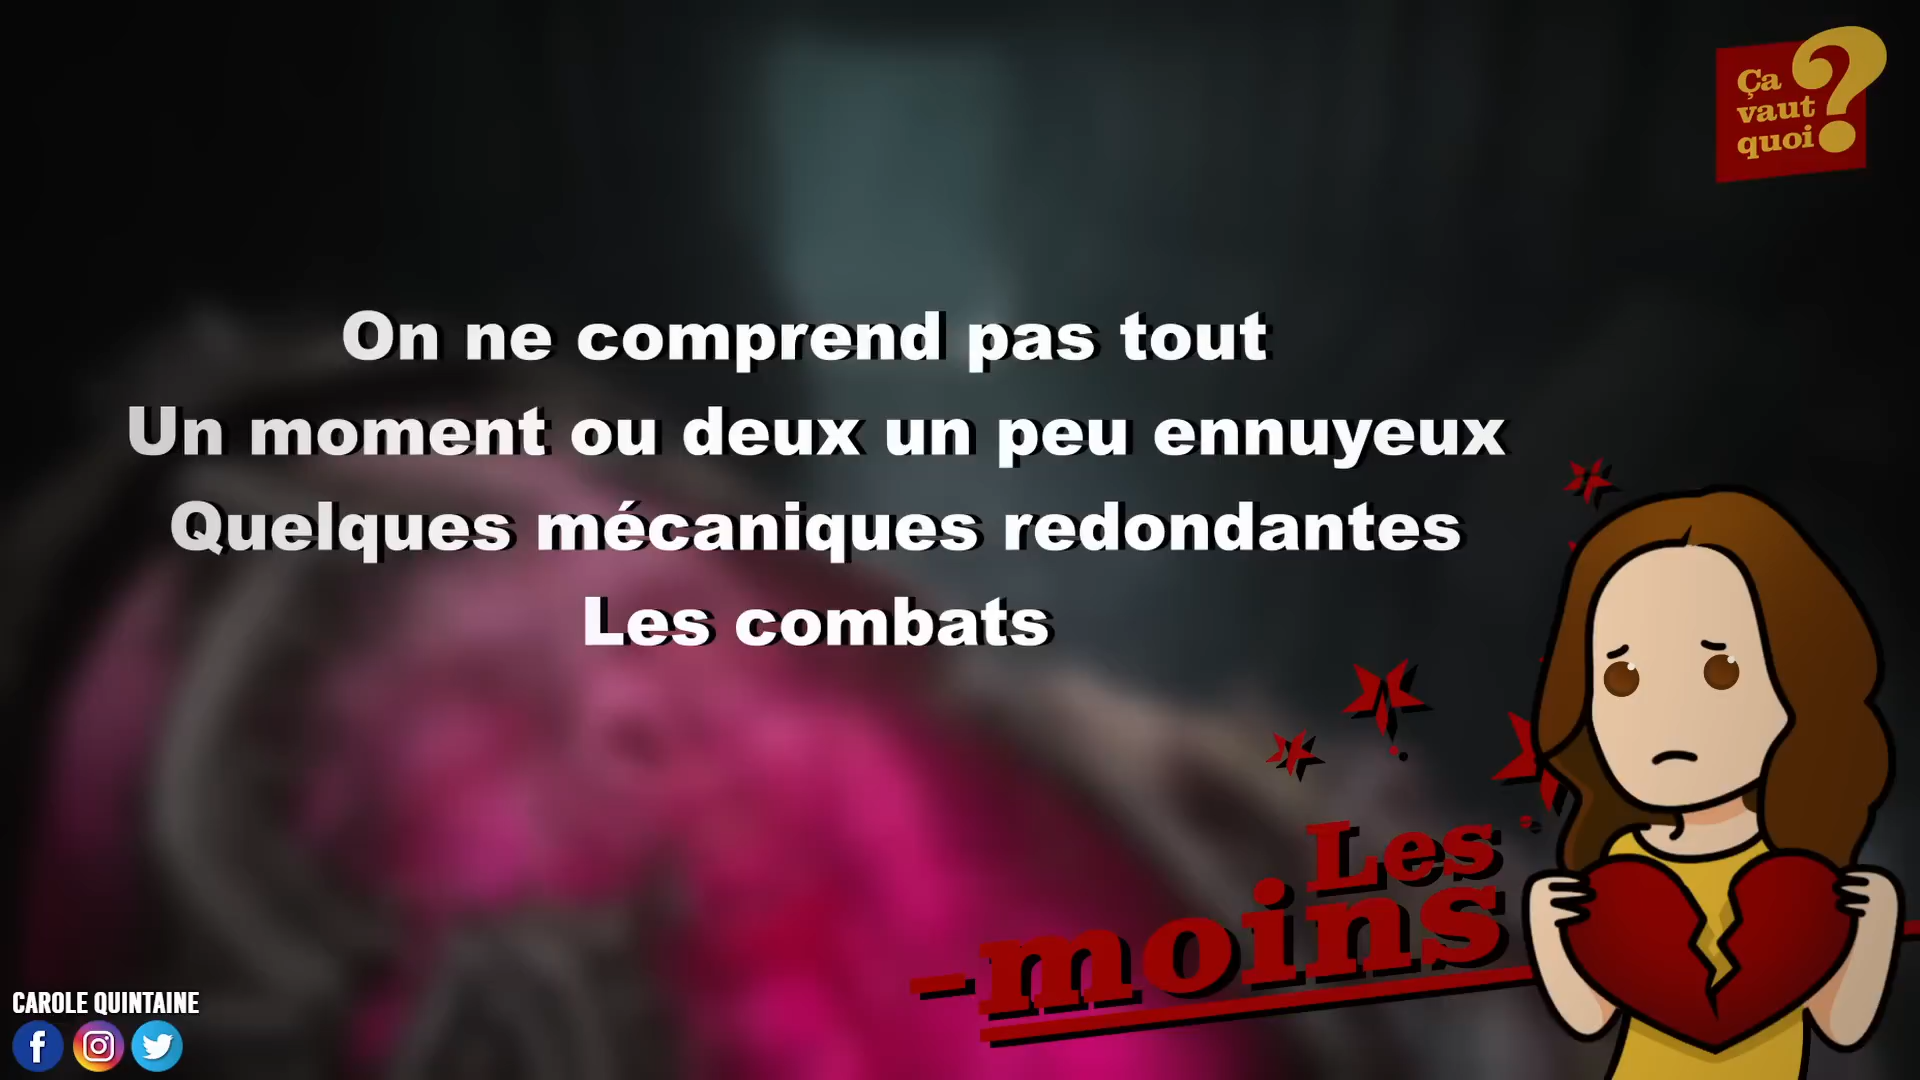 Ça
vaut
quoi?
On ne comprend pas tout
Un moment ou deux un peu ennuyeux
Quelques mécaniques redondantes
Les combats
Les
-moins
CAROLE QUINTAINE